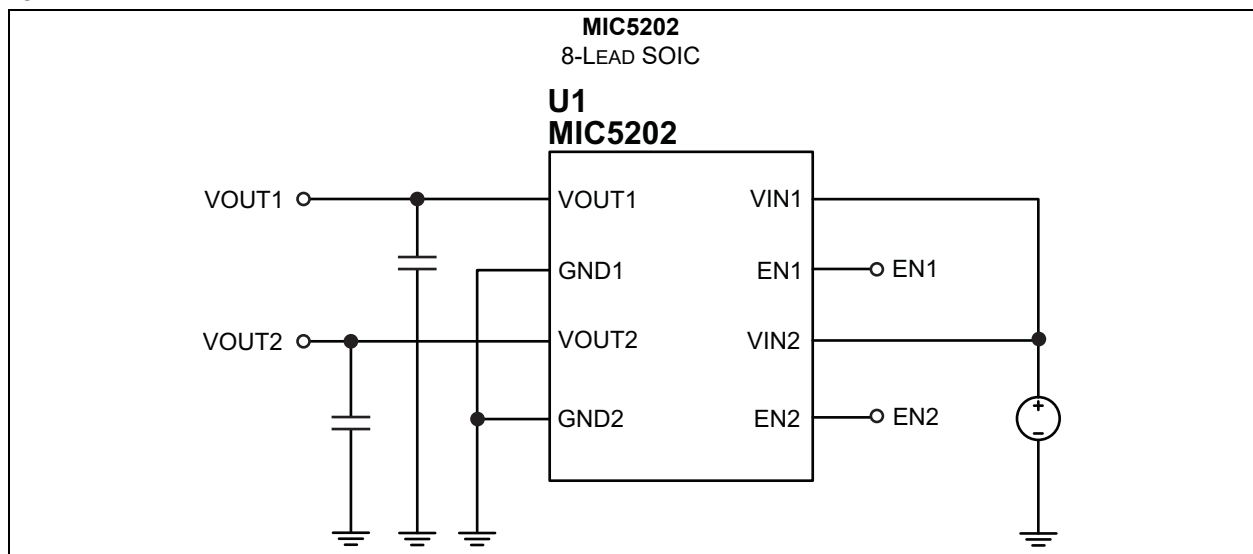 MIC5202
8-LEAD SOIC
U1
MIC5202
VOUT1
VOUT1
VIN1
GND1
EN1
EN1
VOUT2
VOUT2
VIN2
GND2
EN2
EN2
+
–